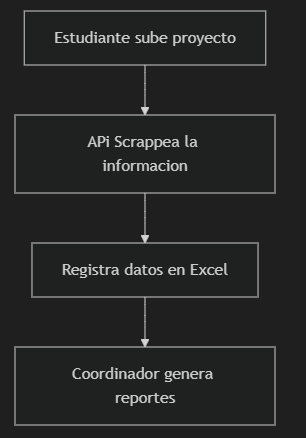 Estudiante sube proyecto
APi Scrappea la
informacion
Registra datos en Excel
Coordinador genera
reportes